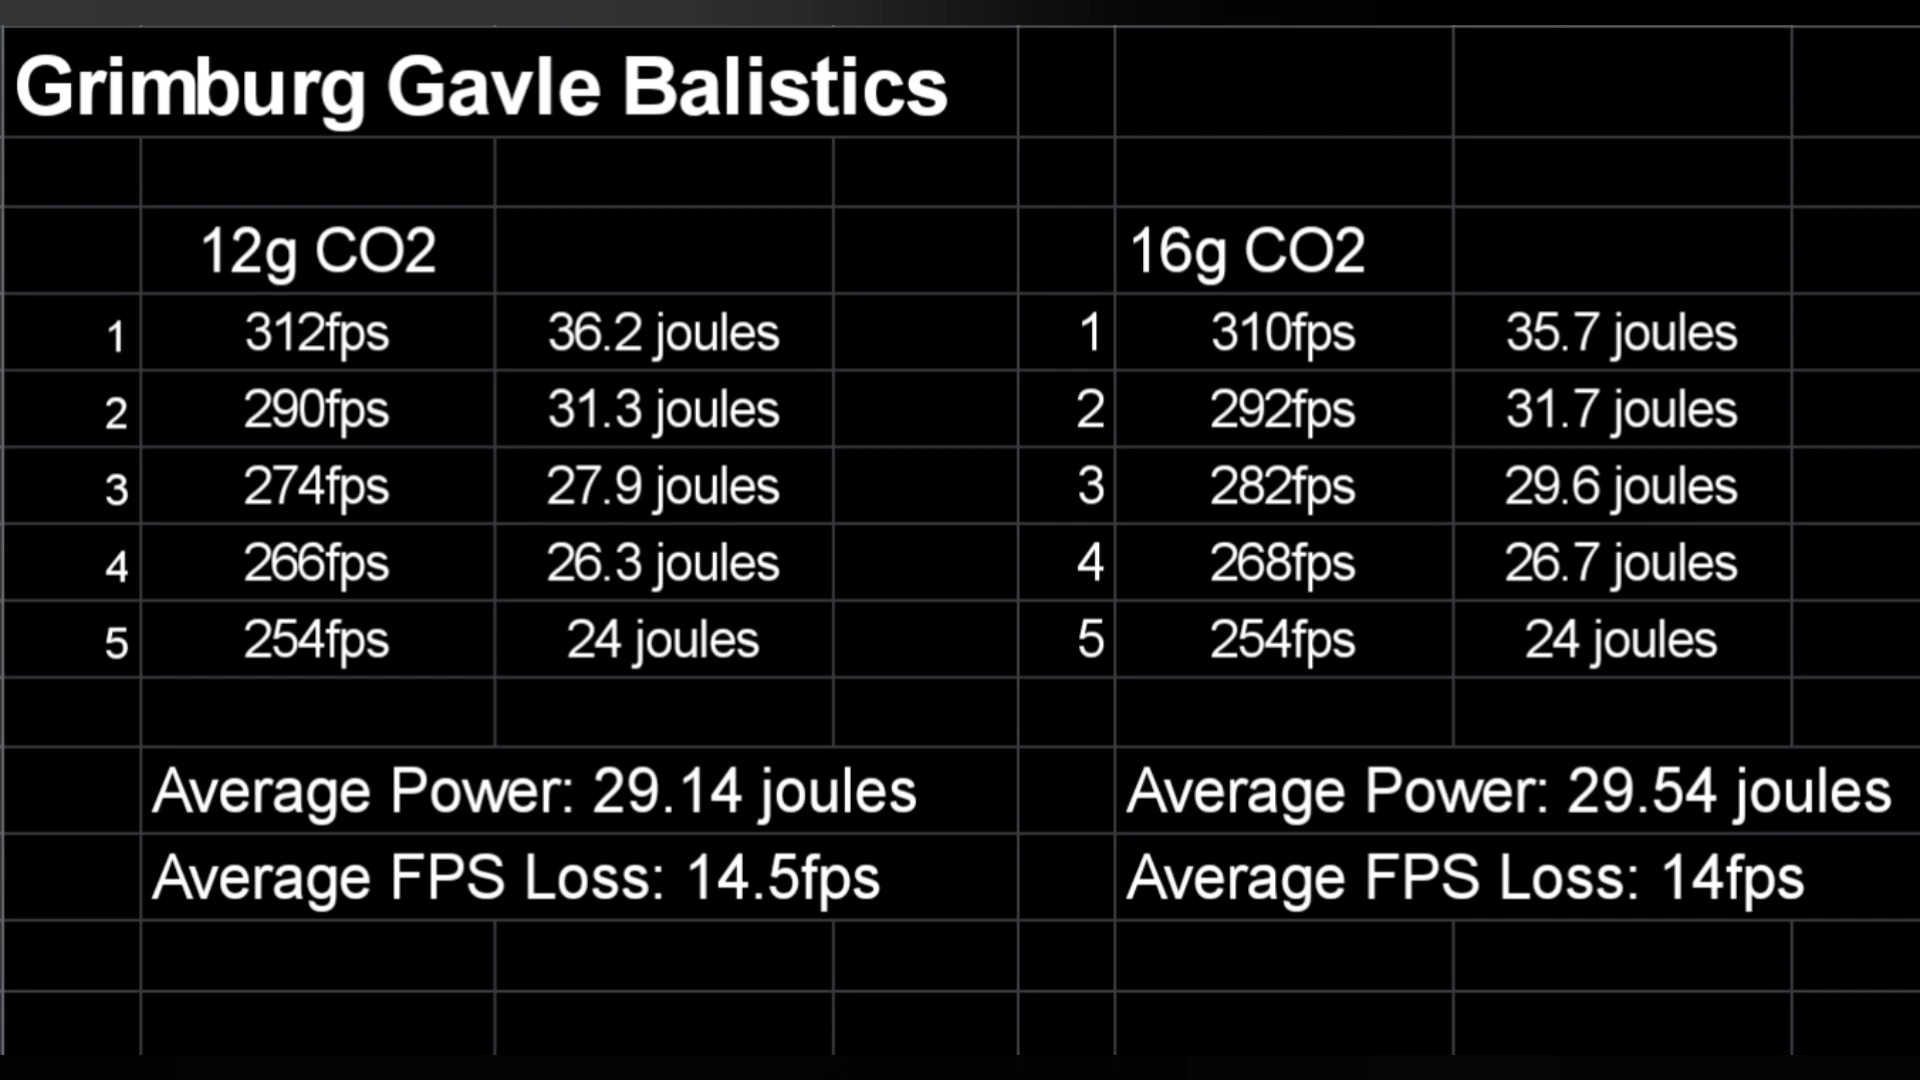 Grimburg Gavle Balistics
12g CO2 16g CO2
1 312fps 36.2 joules 1 310fps 35.7 joules
2 290fps 31.3 joules 2 292fps 31.7 joules
3 274fps 27.9 joules 3 282fps 29.6 joules
4 266fps 26.3 joules 4 268fps 26.7 joules
5 254fps 24 joules 5 254fps 24 joules
Average Power: 29.14 joules Average Power: 29.54 joules
Average FPS Loss: 14.5fps Average FPS Loss: 14fps